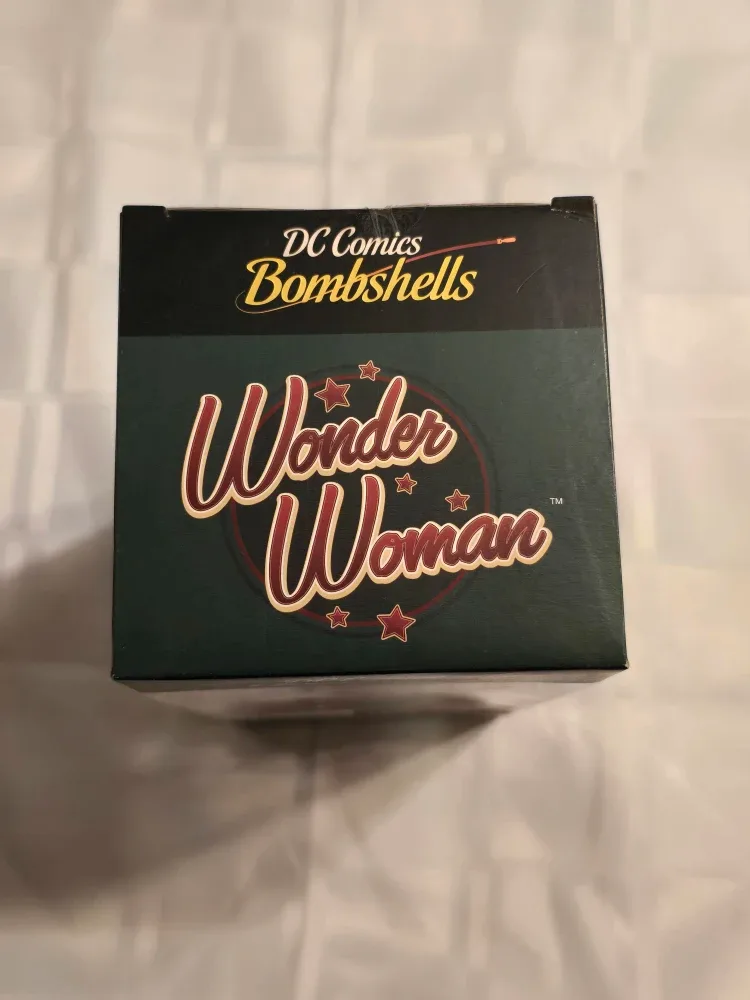 DC Comics
Bombshells
Wonder
Woman
TM